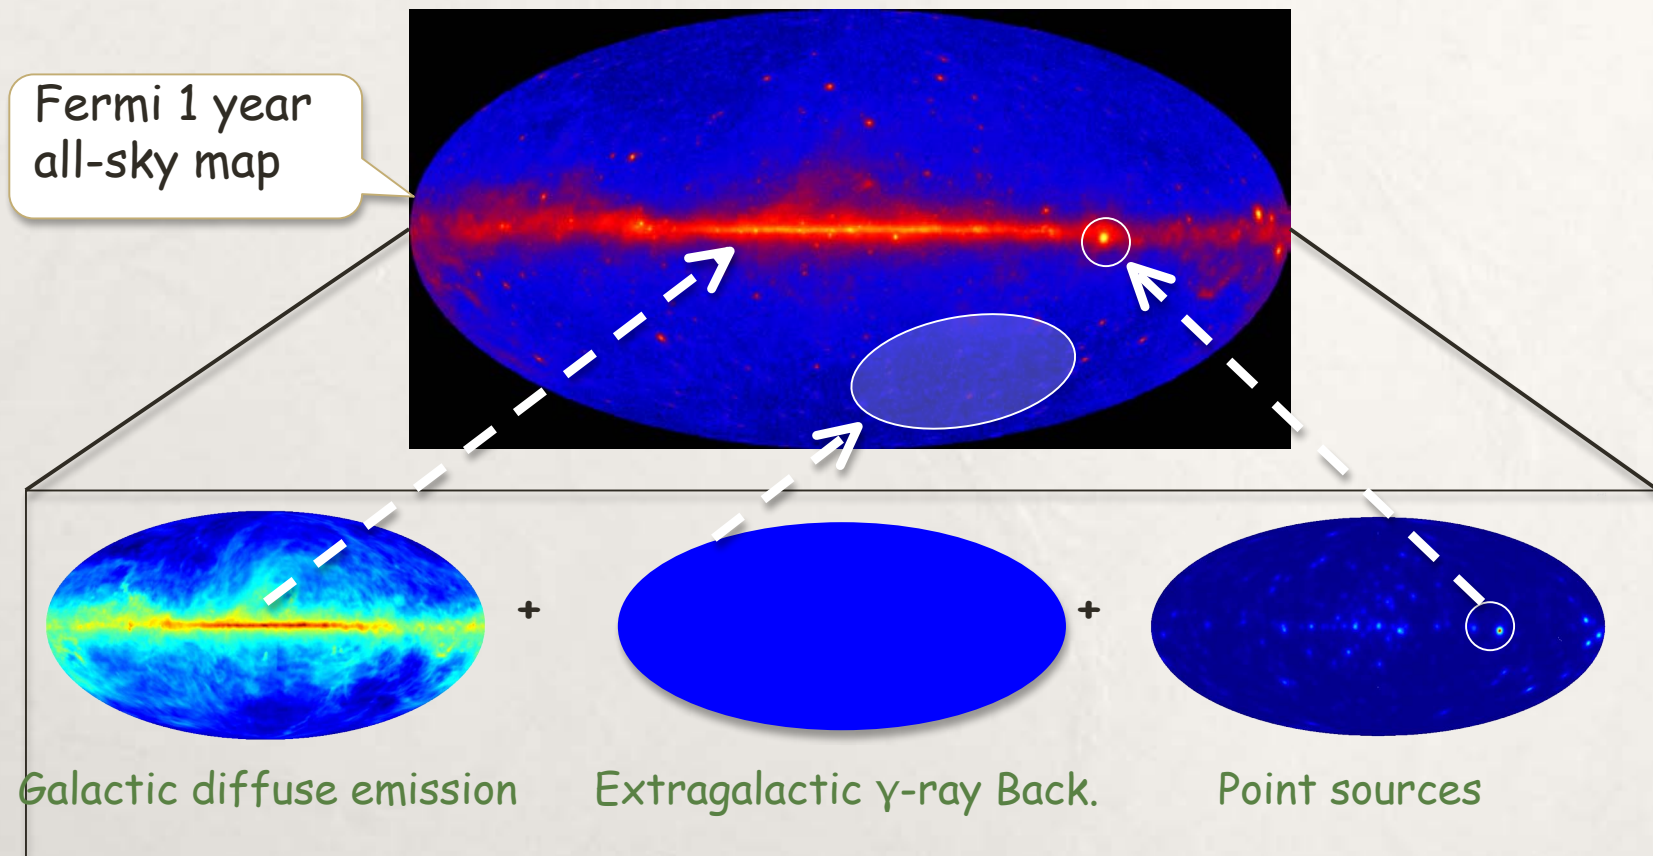 Fermi 1 year
all-sky map
+
+
Galactic diffuse emission
Extragalactic γ-ray Back.
Point sources